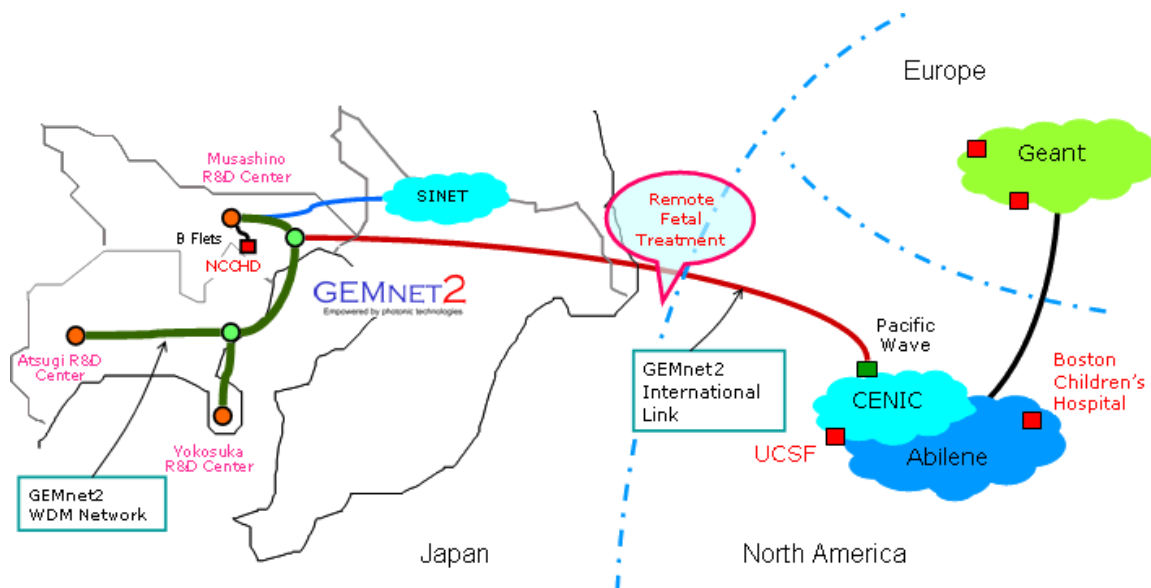 Europe
Geant
Musashino
R&D Center
SINET
Remote
Fetal
Treatment
B Flets
NCCHD
GEMNET2
Empowered by photonic technologies
Pacific
Wave
Atsugi R&D
Center
GEMnet2
International
Link
Boston
Children's
Hospital
CENIC
UCSF
Abilene
Yokosuka
R&D Center
GEMnet2
WDM Network
Japan
North America